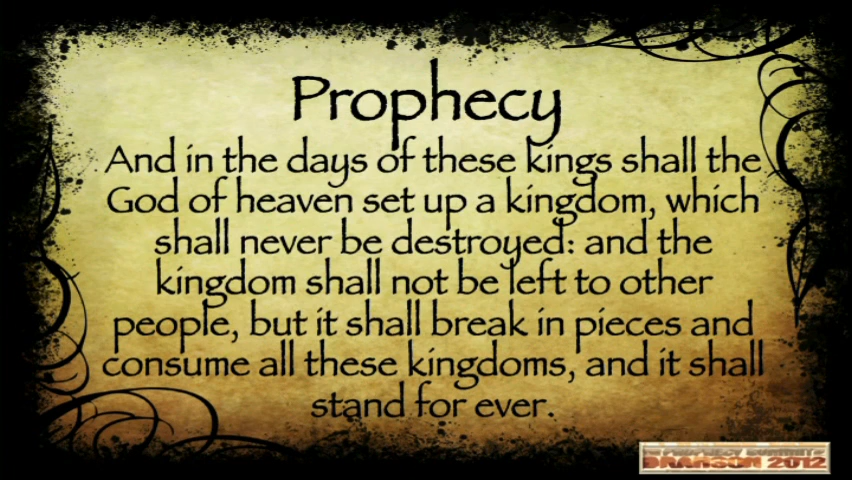 Prophecy
And in the days of these kings shall the
God of heaven set up a kingdom, which
shall never be destroyed: and the
kingdom shall not be left to other
people, but it shall break in pieces and
consume all these kingdoms, and it shall
stand for ever.
PROPHECY SUMMIT
BRANSON 2012